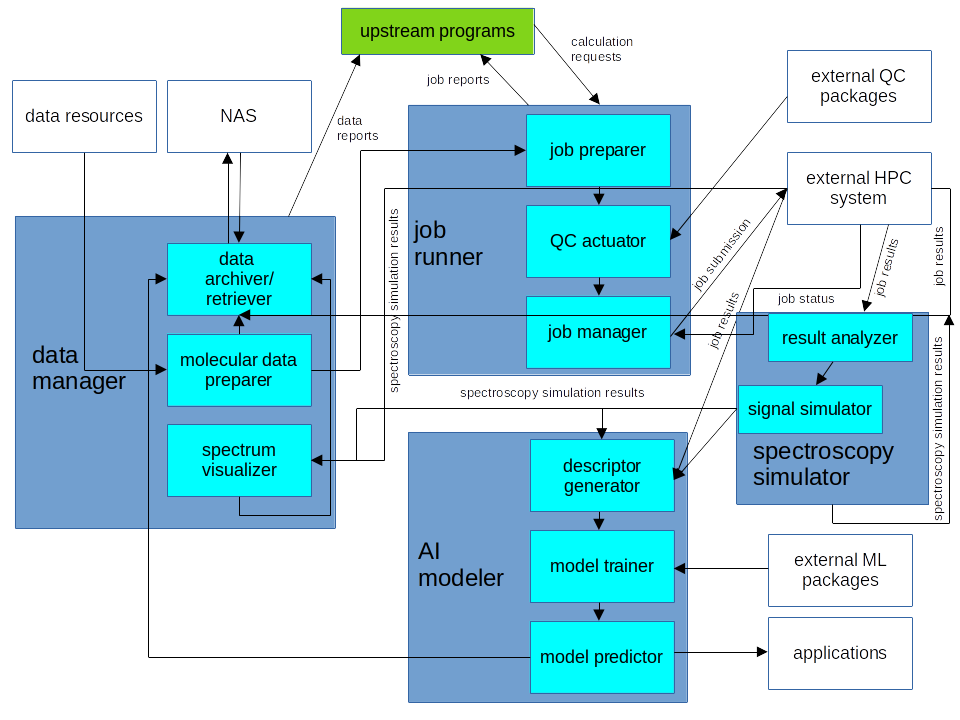 upstream programs
calculation
requests
job reports
external QC
packages
data resources
NAS
data
reports
job preparer
external HPC
system
job
runner
QC actuator
spectroscopy simulation results
job submission
job results
job results
job results
data
archiver/
retriever
job status
job manager
result analyzer
data
manager
molecular data
preparer
spectroscopy simulation results
signal simulator
spectroscopy simulation results
spectrum
visualizer
spectroscopy
simulator
descriptor
generator
AI
modeler
model trainer
external ML
packages
model predictor
applications